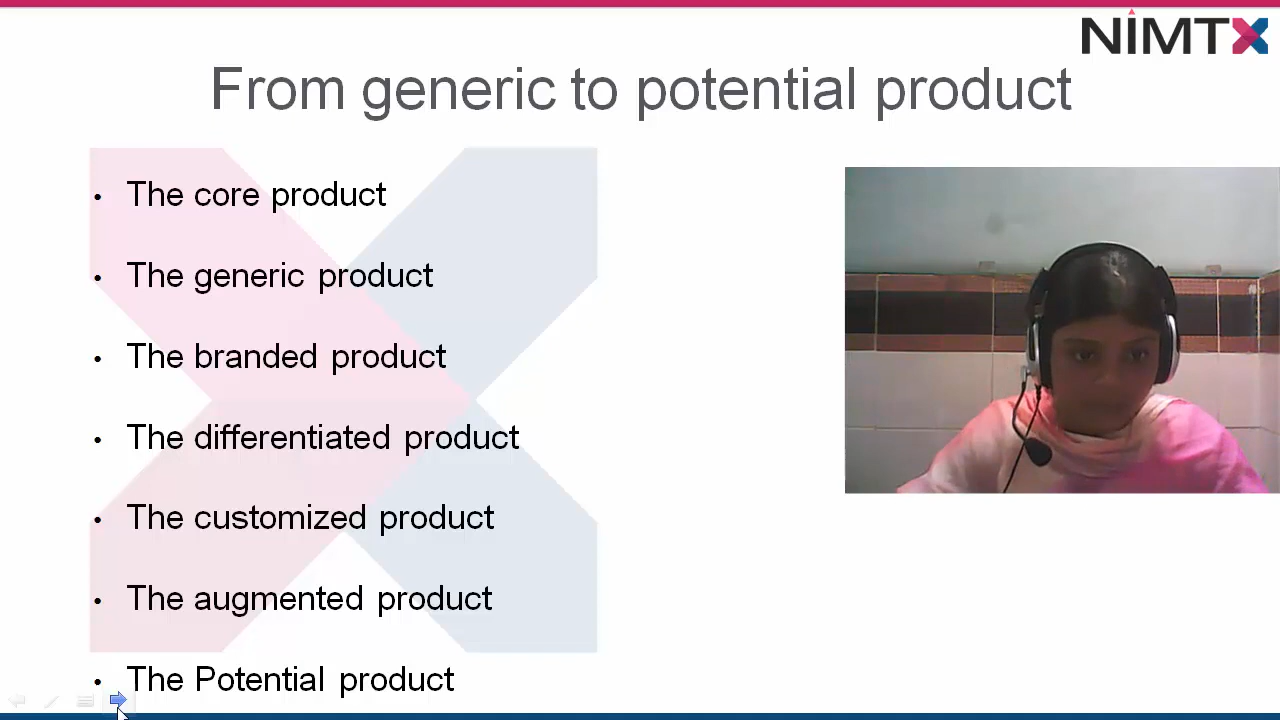 NIMTX
From generic to potential product
• The core product
• The generic product
• The branded product
• The differentiated product
• The customized product
• The augmented product
• The Potential product